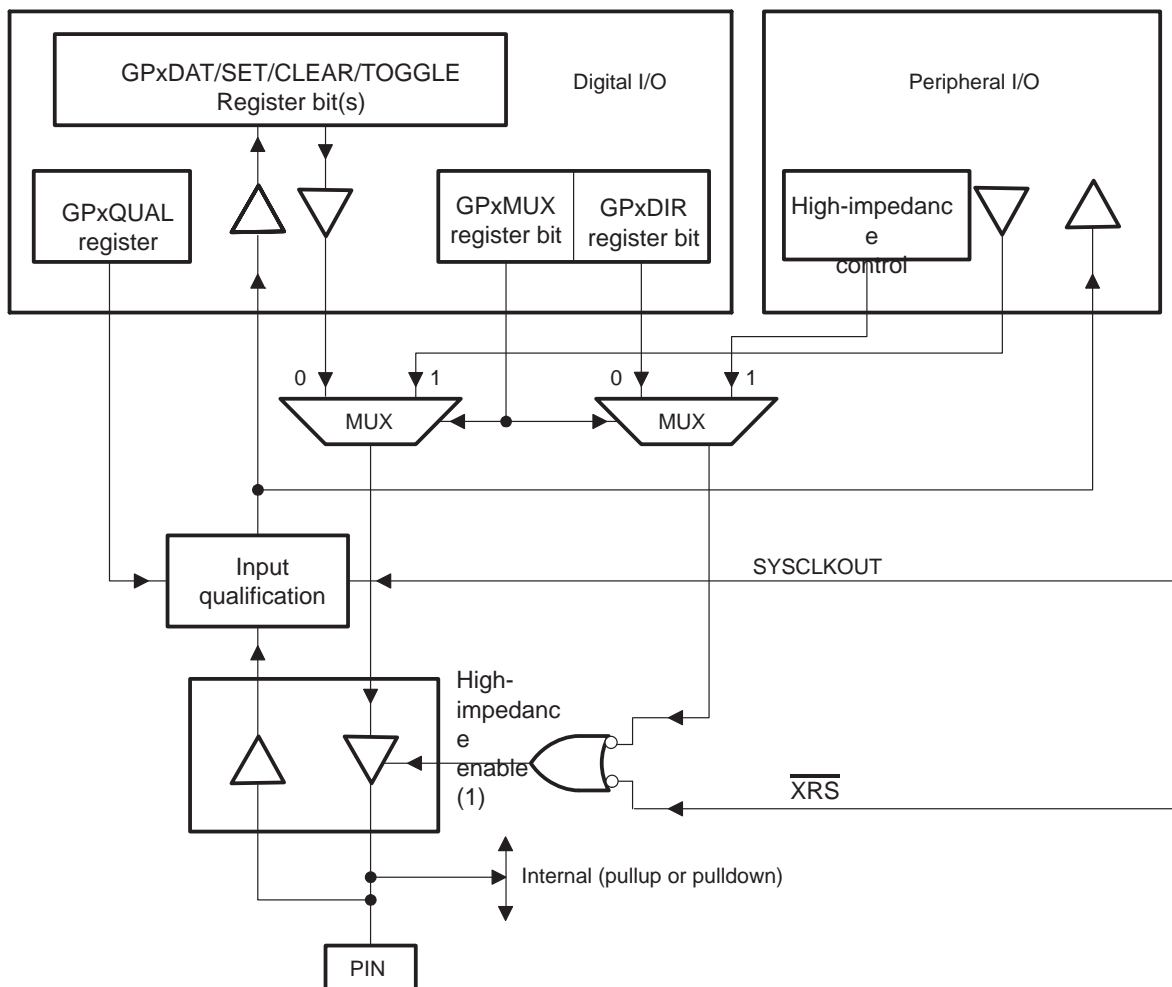 GPxDAT/SET/CLEAR/TOGGLE
Register bit(s)
Digital I/O
Peripheral I/O
GPxQUAL
register
GPxMUX
register bit
GPxDIR
register bit
High-impedanc
e
control
0
1
0
1
MUX
MUX
Input
qualification
SYSCLKOUT
High-
impedanc
e
enable
(1)
XRS
Internal (pullup or pulldown)
PIN